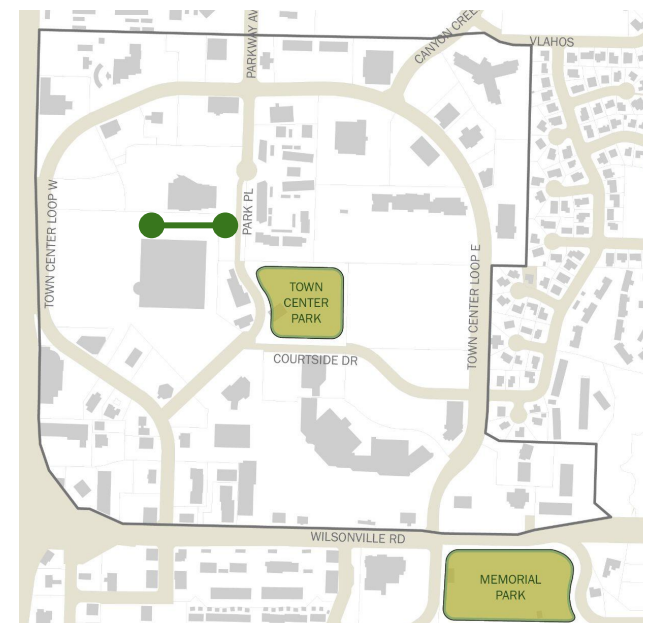 PARKWAY AV
CANYON CREE
VLAHOS
TOWN CENTER LOOP W
PARK PL
TOWN CENTER LOOP E
TOWN
CENTER
PARK
COURTSIDE DR
WILSONVILLE RD
MEMORIAL
PARK